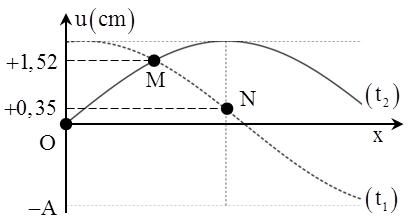 u(cm)
+1,52
M
+0,35
N
(t₂)
O
x
(t₁)
−A